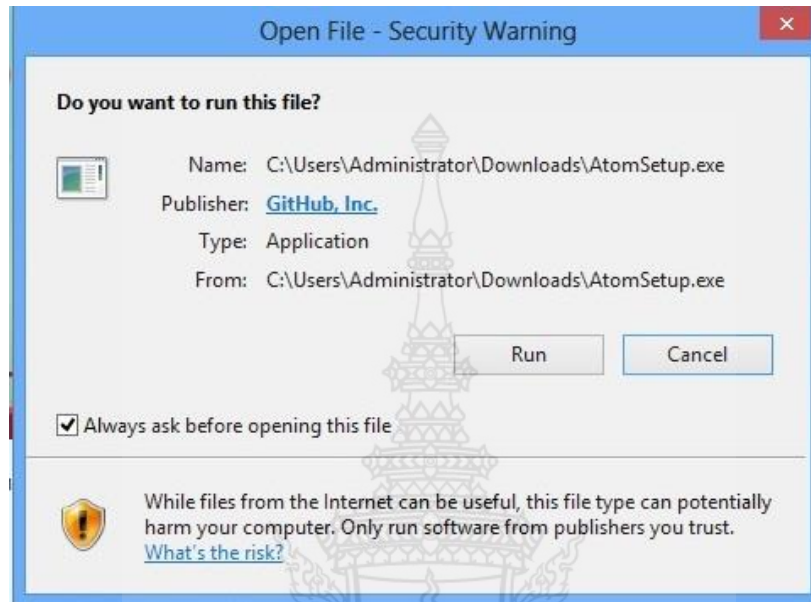 Open File - Security Warning
Do you want to run this file?
Name: C:\Users\Administrator\Downloads\AtomSetup.exe
Publisher: GitHub, Inc.
Type: Application
From: C:\Users\Administrator\Downloads\AtomSetup.exe
Run Cancel
Always ask before opening this file
While files from the Internet can be useful, this file type can potentially
harm your computer. Only run software from publishers you trust.
What's the risk?